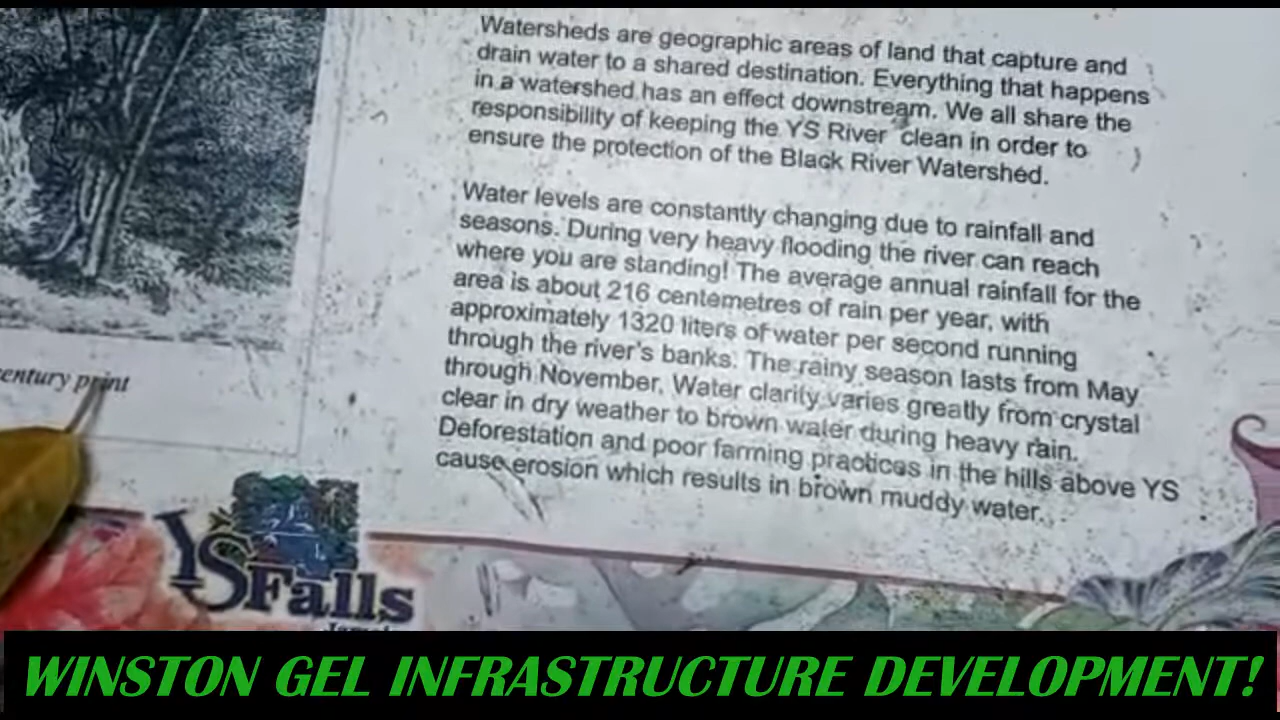 Watersheds are geographic areas of land that capture and
drain water to a shared destination. Everything that happens
in a watershed has an effect downstream. We all share the
responsibility of keeping the YS River clean in order to
ensure the protection of the Black River Watershed.
Water levels are constantly changing due to rainfall and
seasons. During very heavy flooding the river can reach
where you are standing! The average annual rainfall for the
area is about 216 centemetres of rain per year, with
approximately 1320 liters of water per second running
through the river's banks. The rainy season lasts from May
through November. Water clarity varies greatly from crystal
clear in dry weather to brown water during heavy rain.
Deforestation and poor farming practices in the hills above YS
cause erosion which results in brown muddy water.
century print
YS Falls
WINSTON GEL INFRASTRUCTURE DEVELOPMENT!